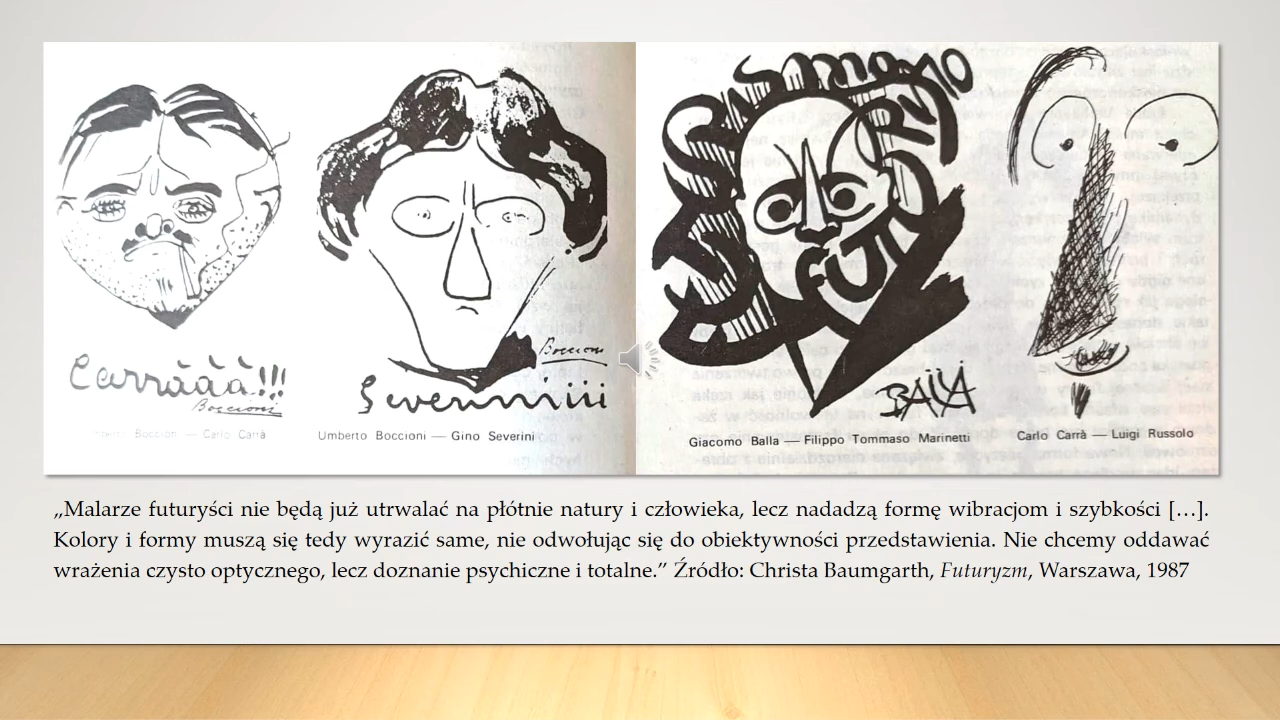 Carràààà!!!
Boccioni
Umberto Boccioni — Carlo Carrà
Boccioni
Severiniiii
Umberto Boccioni — Gino Severini
FUTURISMO
BALLA
Giacomo Balla — Filippo Tommaso Marinetti
Carlo Carrà — Luigi Russolo
„Malarze futuryści nie będą już utrwalać na płótnie natury i człowieka, lecz nadadzą formę wibracjom i szybkości […].
Kolory i formy muszą się tedy wyrazić same, nie odwołując się do obiektywności przedstawienia. Nie chcemy oddawać
wrażenia czysto optycznego, lecz doznanie psychiczne i totalne.” Źródło: Christa Baumgarth, Futuryzm, Warszawa, 1987